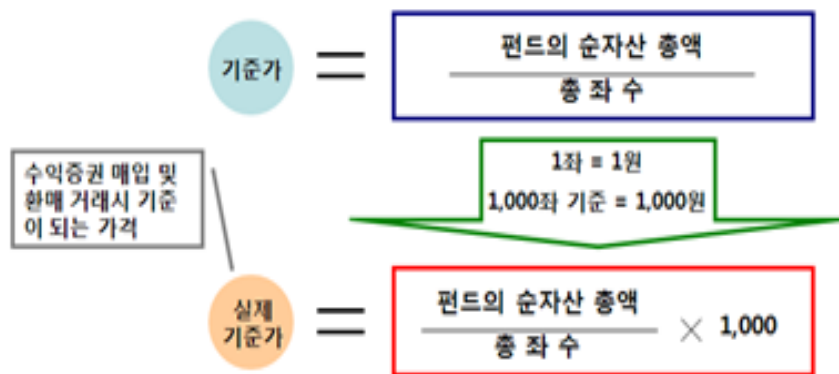 기준가
=
펀드의 순자산 총액
총 좌 수
1좌 = 1원
1,000좌 기준 = 1,000원
수익증권 매입 및
환매 거래시 기준
이 되는 가격
실제
기준가
=
펀드의 순자산 총액
총 좌 수
× 1,000